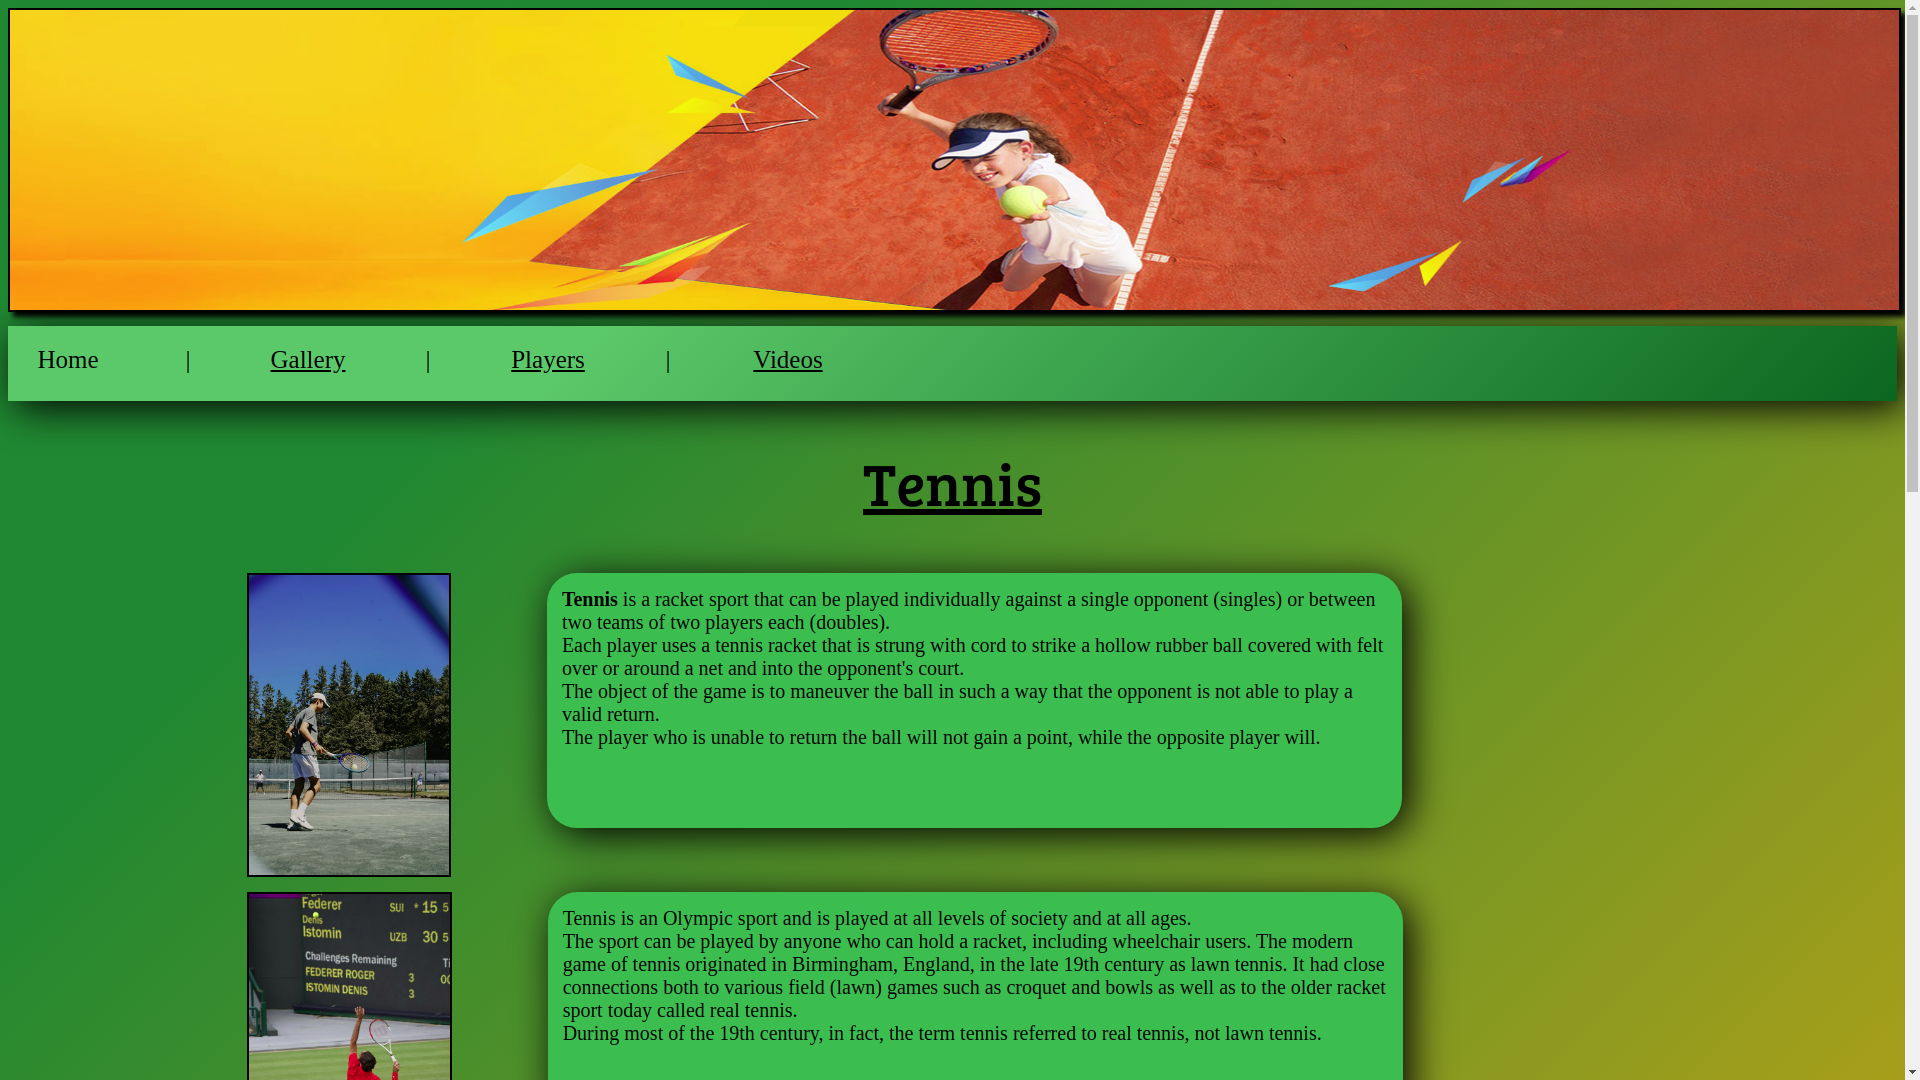 Home | Gallery | Players | Videos
Tennis
Tennis is a racket sport that can be played individually against a single opponent (singles) or between
two teams of two players each (doubles).
Each player uses a tennis racket that is strung with cord to strike a hollow rubber ball covered with felt
over or around a net and into the opponent's court.
The object of the game is to maneuver the ball in such a way that the opponent is not able to play a
valid return.
The player who is unable to return the ball will not gain a point, while the opposite player will.
Federer SUI * 15 5
Denis
Istomin UZB 30 5
Challenges Remaining
FEDERER ROGER 3
ISTOMIN DENIS 3
Tennis is an Olympic sport and is played at all levels of society and at all ages.
The sport can be played by anyone who can hold a racket, including wheelchair users. The modern
game of tennis originated in Birmingham, England, in the late 19th century as lawn tennis. It had close
connections both to various field (lawn) games such as croquet and bowls as well as to the older racket
sport today called real tennis.
During most of the 19th century, in fact, the term tennis referred to real tennis, not lawn tennis.